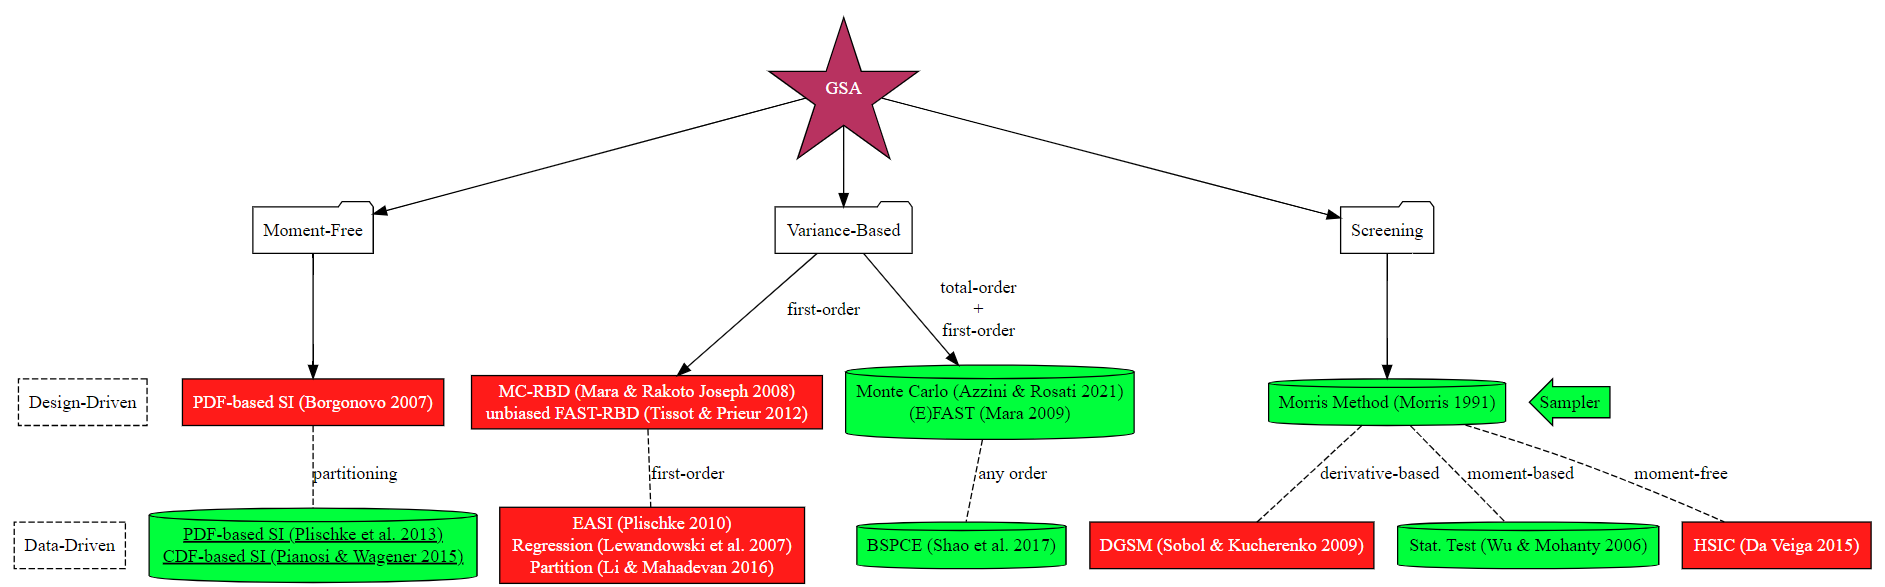 GSA
Moment-Free
Variance-Based
Screening
first-order
total-order
+
first-order
Design-Driven
PDF-based SI (Borgonovo 2007)
MC-RBD (Mara & Rakoto Joseph 2008)
unbiased FAST-RBD (Tissot & Prieur 2012)
Monte Carlo (Azzini & Rosati 2021)
(E)FAST (Mara 2009)
Morris Method (Morris 1991)
Sampler
partitioning
first-order
any order
derivative-based
moment-based
moment-free
Data-Driven
PDF-based SI (Plischke et al. 2013)
CDF-based SI (Pianosi & Wagener 2015)
EASI (Plischke 2010)
Regression (Lewandowski et al. 2007)
Partition (Li & Mahadevan 2016)
BSPCE (Shao et al. 2017)
DGSM (Sobol & Kucherenko 2009)
Stat. Test (Wu & Mohanty 2006)
HSIC (Da Veiga 2015)